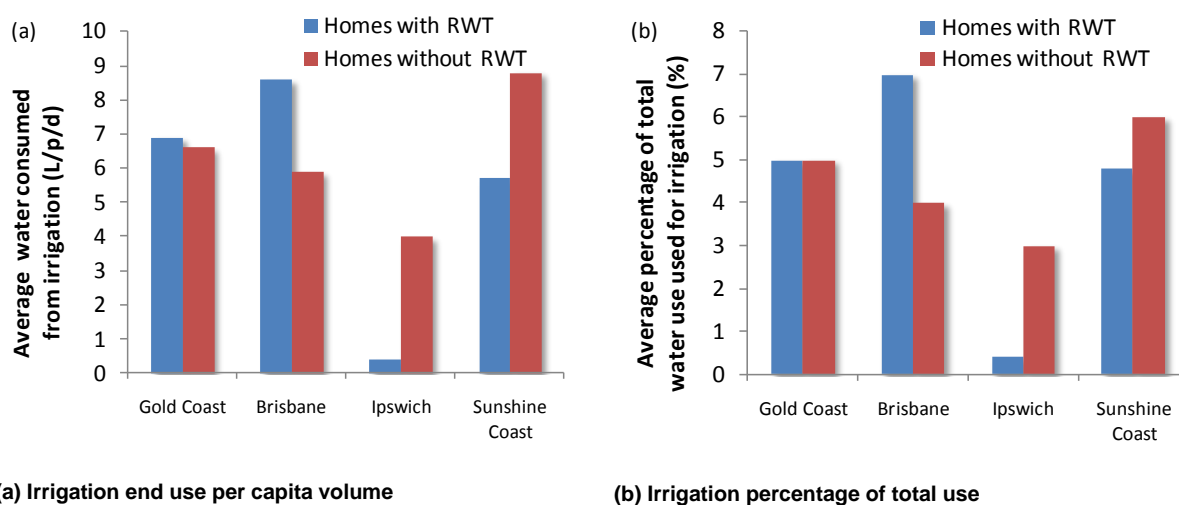 (a)
Homes with RWT
Homes without RWT
Average water consumed
from irrigation (L/p/d)
10
9
8
7
6
5
4
3
2
1
0
Gold Coast
Brisbane
Ipswich
Sunshine
Coast
(a) Irrigation end use per capita volume
(b)
Homes with RWT
Homes without RWT
Average percentage of total
water use used for irrigation (%)
8
7
6
5
4
3
2
1
0
Gold Coast
Brisbane
Ipswich
Sunshine
Coast
(b) Irrigation percentage of total use